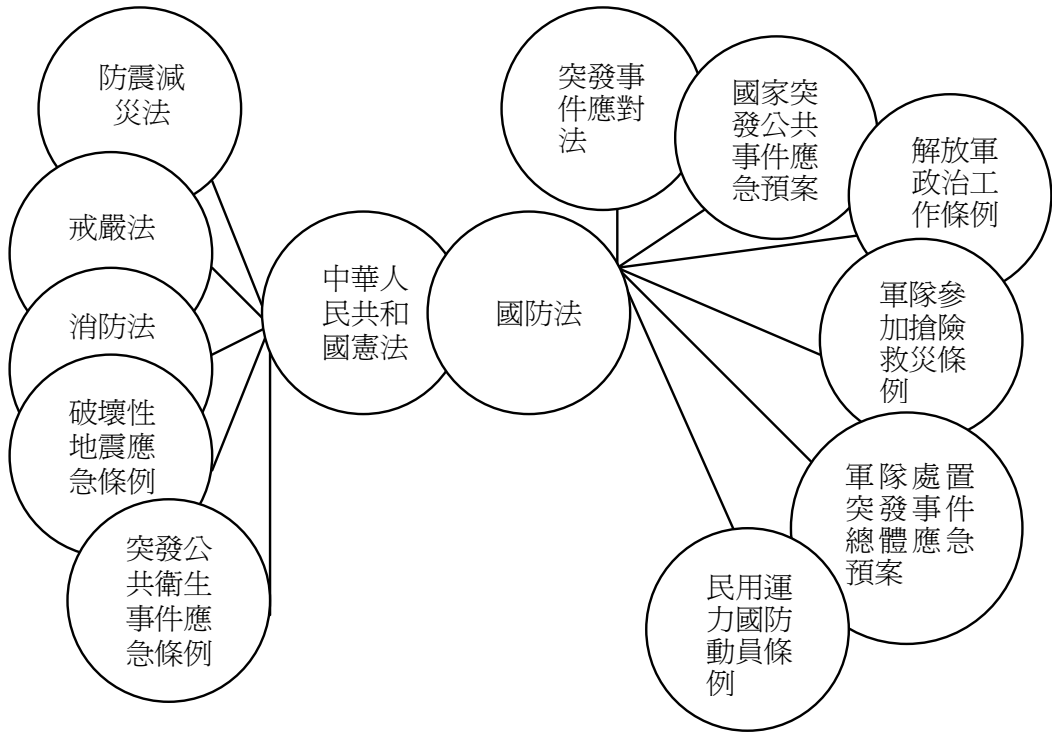 防震減
災法
戒嚴法
消防法
破壞性
地震應
急條例
突發公
共衛生
事件應
急條例
中華人
民共和
國憲法
國防法
突發事
件應對
法
國家突
發公共
事件應
急預案
解放軍
政治工
作條例
軍隊參
加搶險
救災條
例
軍隊處置
突發事件
總體應急
預案
民用運
力國防
動員條
例